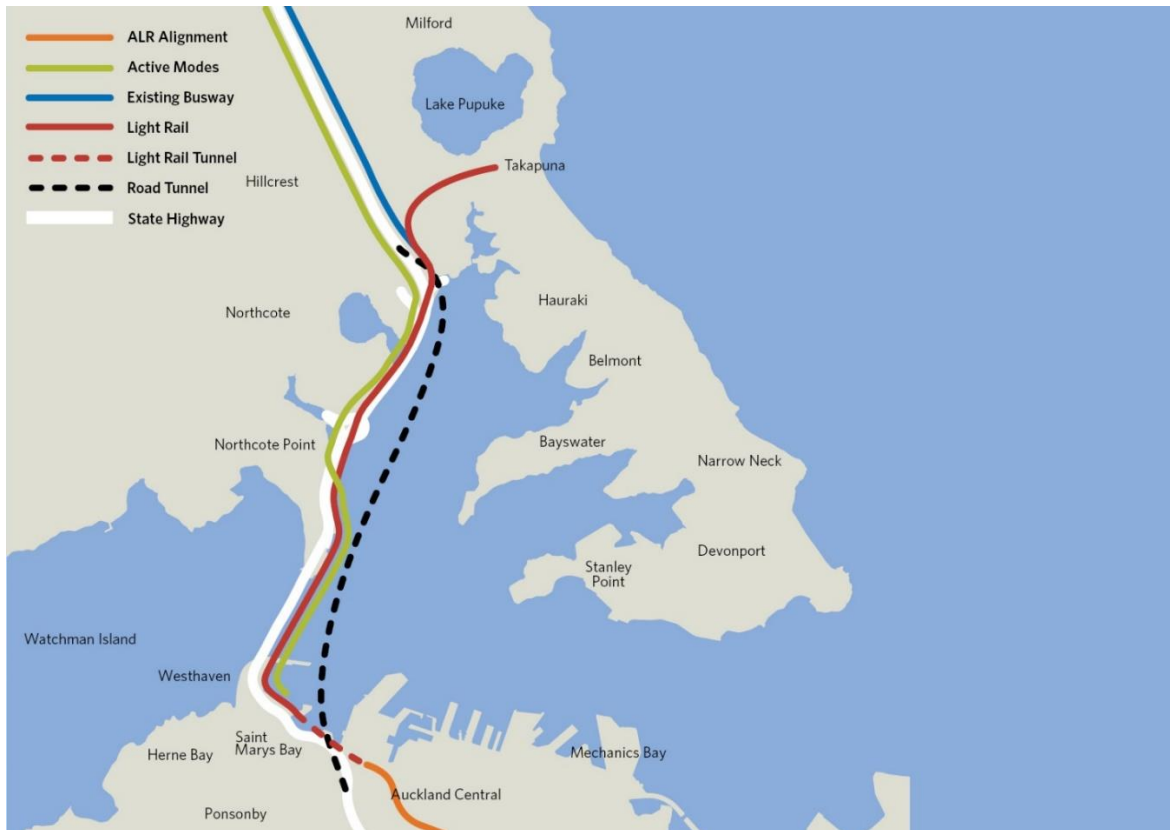 Milford
ALR Alignment
Active Modes
Existing Busway
Lake Pupuke
Light Rail
Light Rail Tunnel
Takapuna
Hillcrest
Road Tunnel
State Highway
Hauraki
Northcote
Belmont
Northcote Point
Bayswater
Narrow Neck
Devonport
Stanley
Point
Watchman Island
Westhaven
Saint
Marys Bay
Herne Bay
Mechanics Bay
Auckland Central
Ponsonby